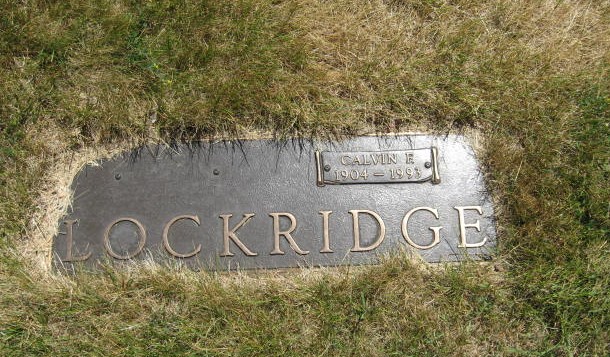 CALVIN F.
1904 – 1993
LOCKRIDGE